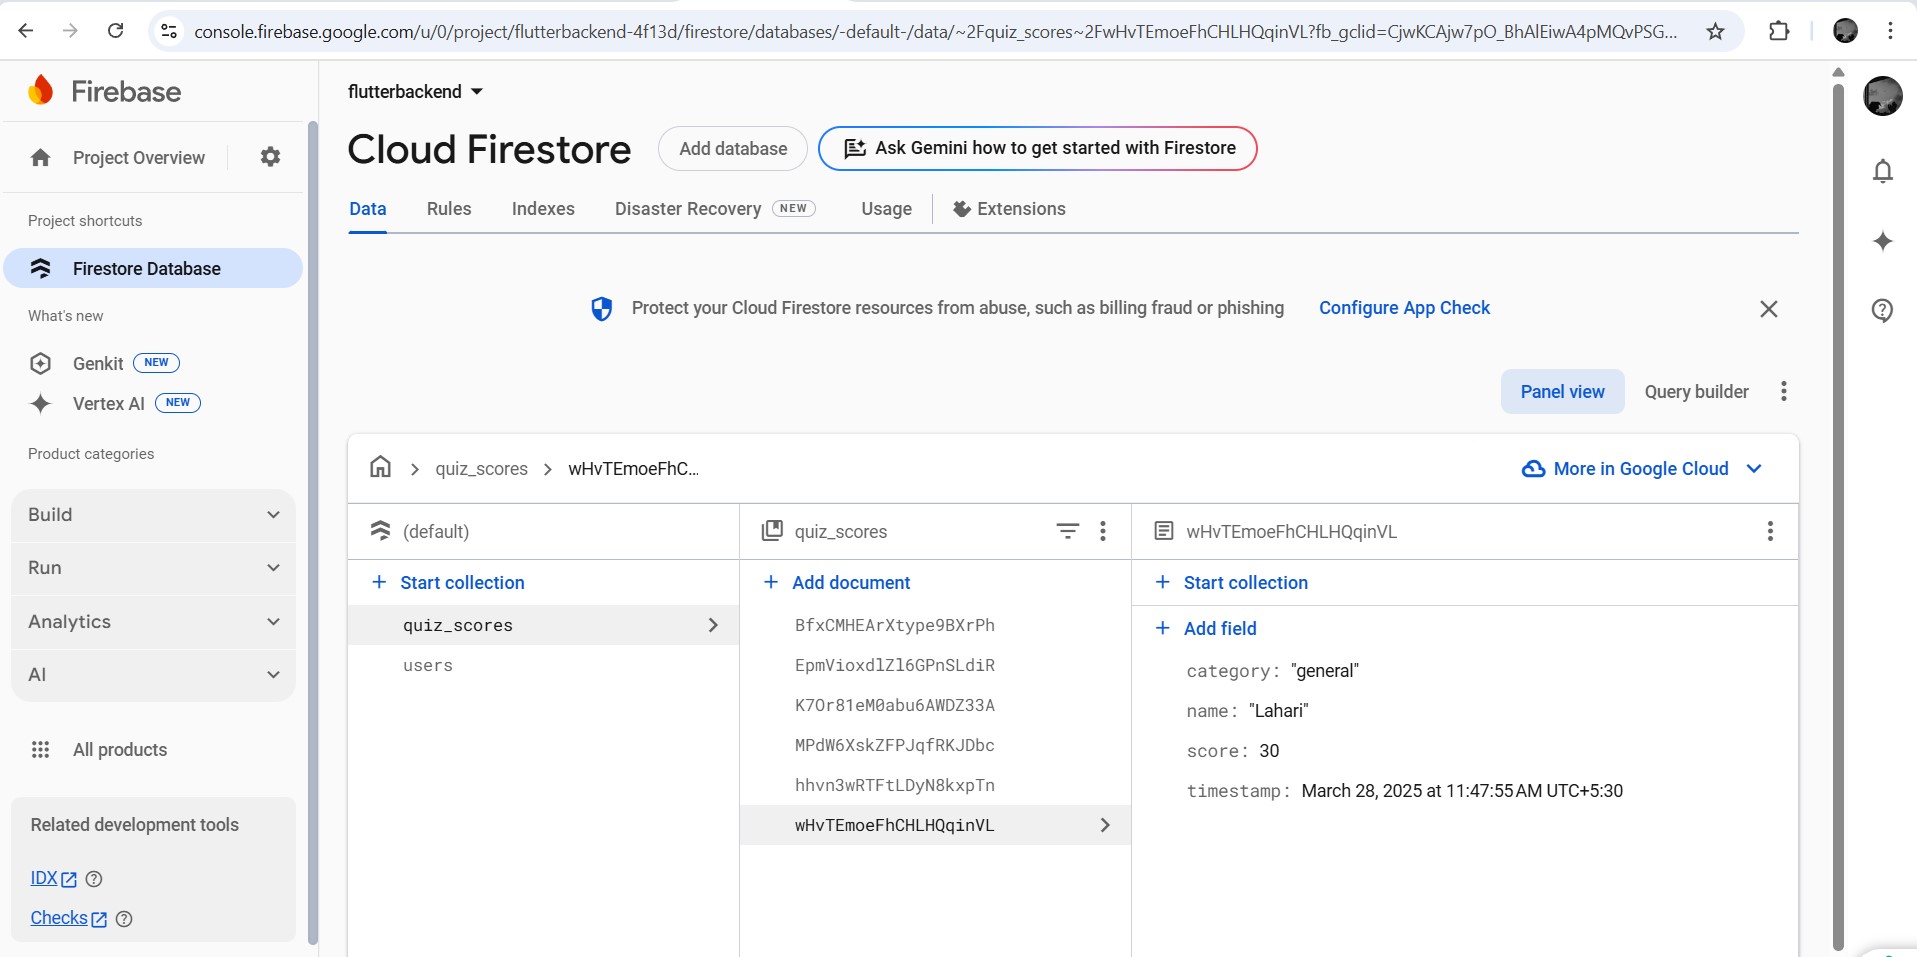 console.firebase.google.com/u/0/project/flutterbackend-4f13d/firestore/databases/-default-/data/~2Fquiz_scores~2FwHvTEmoeFhCHLHQqinVL?fb_gclid=CjwKCAjw7pO_BhAlEiwA4pMQvPSG...
Firebase
flutterbackend
Project Overview
Cloud Firestore
Add database
Ask Gemini how to get started with Firestore
Data Rules Indexes Disaster Recovery NEW Usage Extensions
Project shortcuts
Firestore Database
What's new
Genkit NEW
Vertex AI NEW
Product categories
Build
Run
Analytics
AI
All products
Related development tools
IDX
Checks
Protect your Cloud Firestore resources from abuse, such as billing fraud or phishing Configure App Check
Panel view Query builder
quiz_scores wHvTEmoeFhC...
More in Google Cloud
(default)
Start collection
quiz_scores
users
quiz_scores
Add document
BfxCMHEArXtype9BXrPh
EpmVioxdlZl6GPnSLdiR
K7Or81eM0abu6AWDZ33A
MPdW6XskZFPJqfRKJDbc
hhvn3wRTFtLDyN8kxpTn
wHvTEmoeFhCHLHQqinVL
wHvTEmoeFhCHLHQqinVL
Start collection
Add field
category: "general"
name: "Lahari"
score: 30
timestamp: March 28, 2025 at 11:47:55 AM UTC+5:30